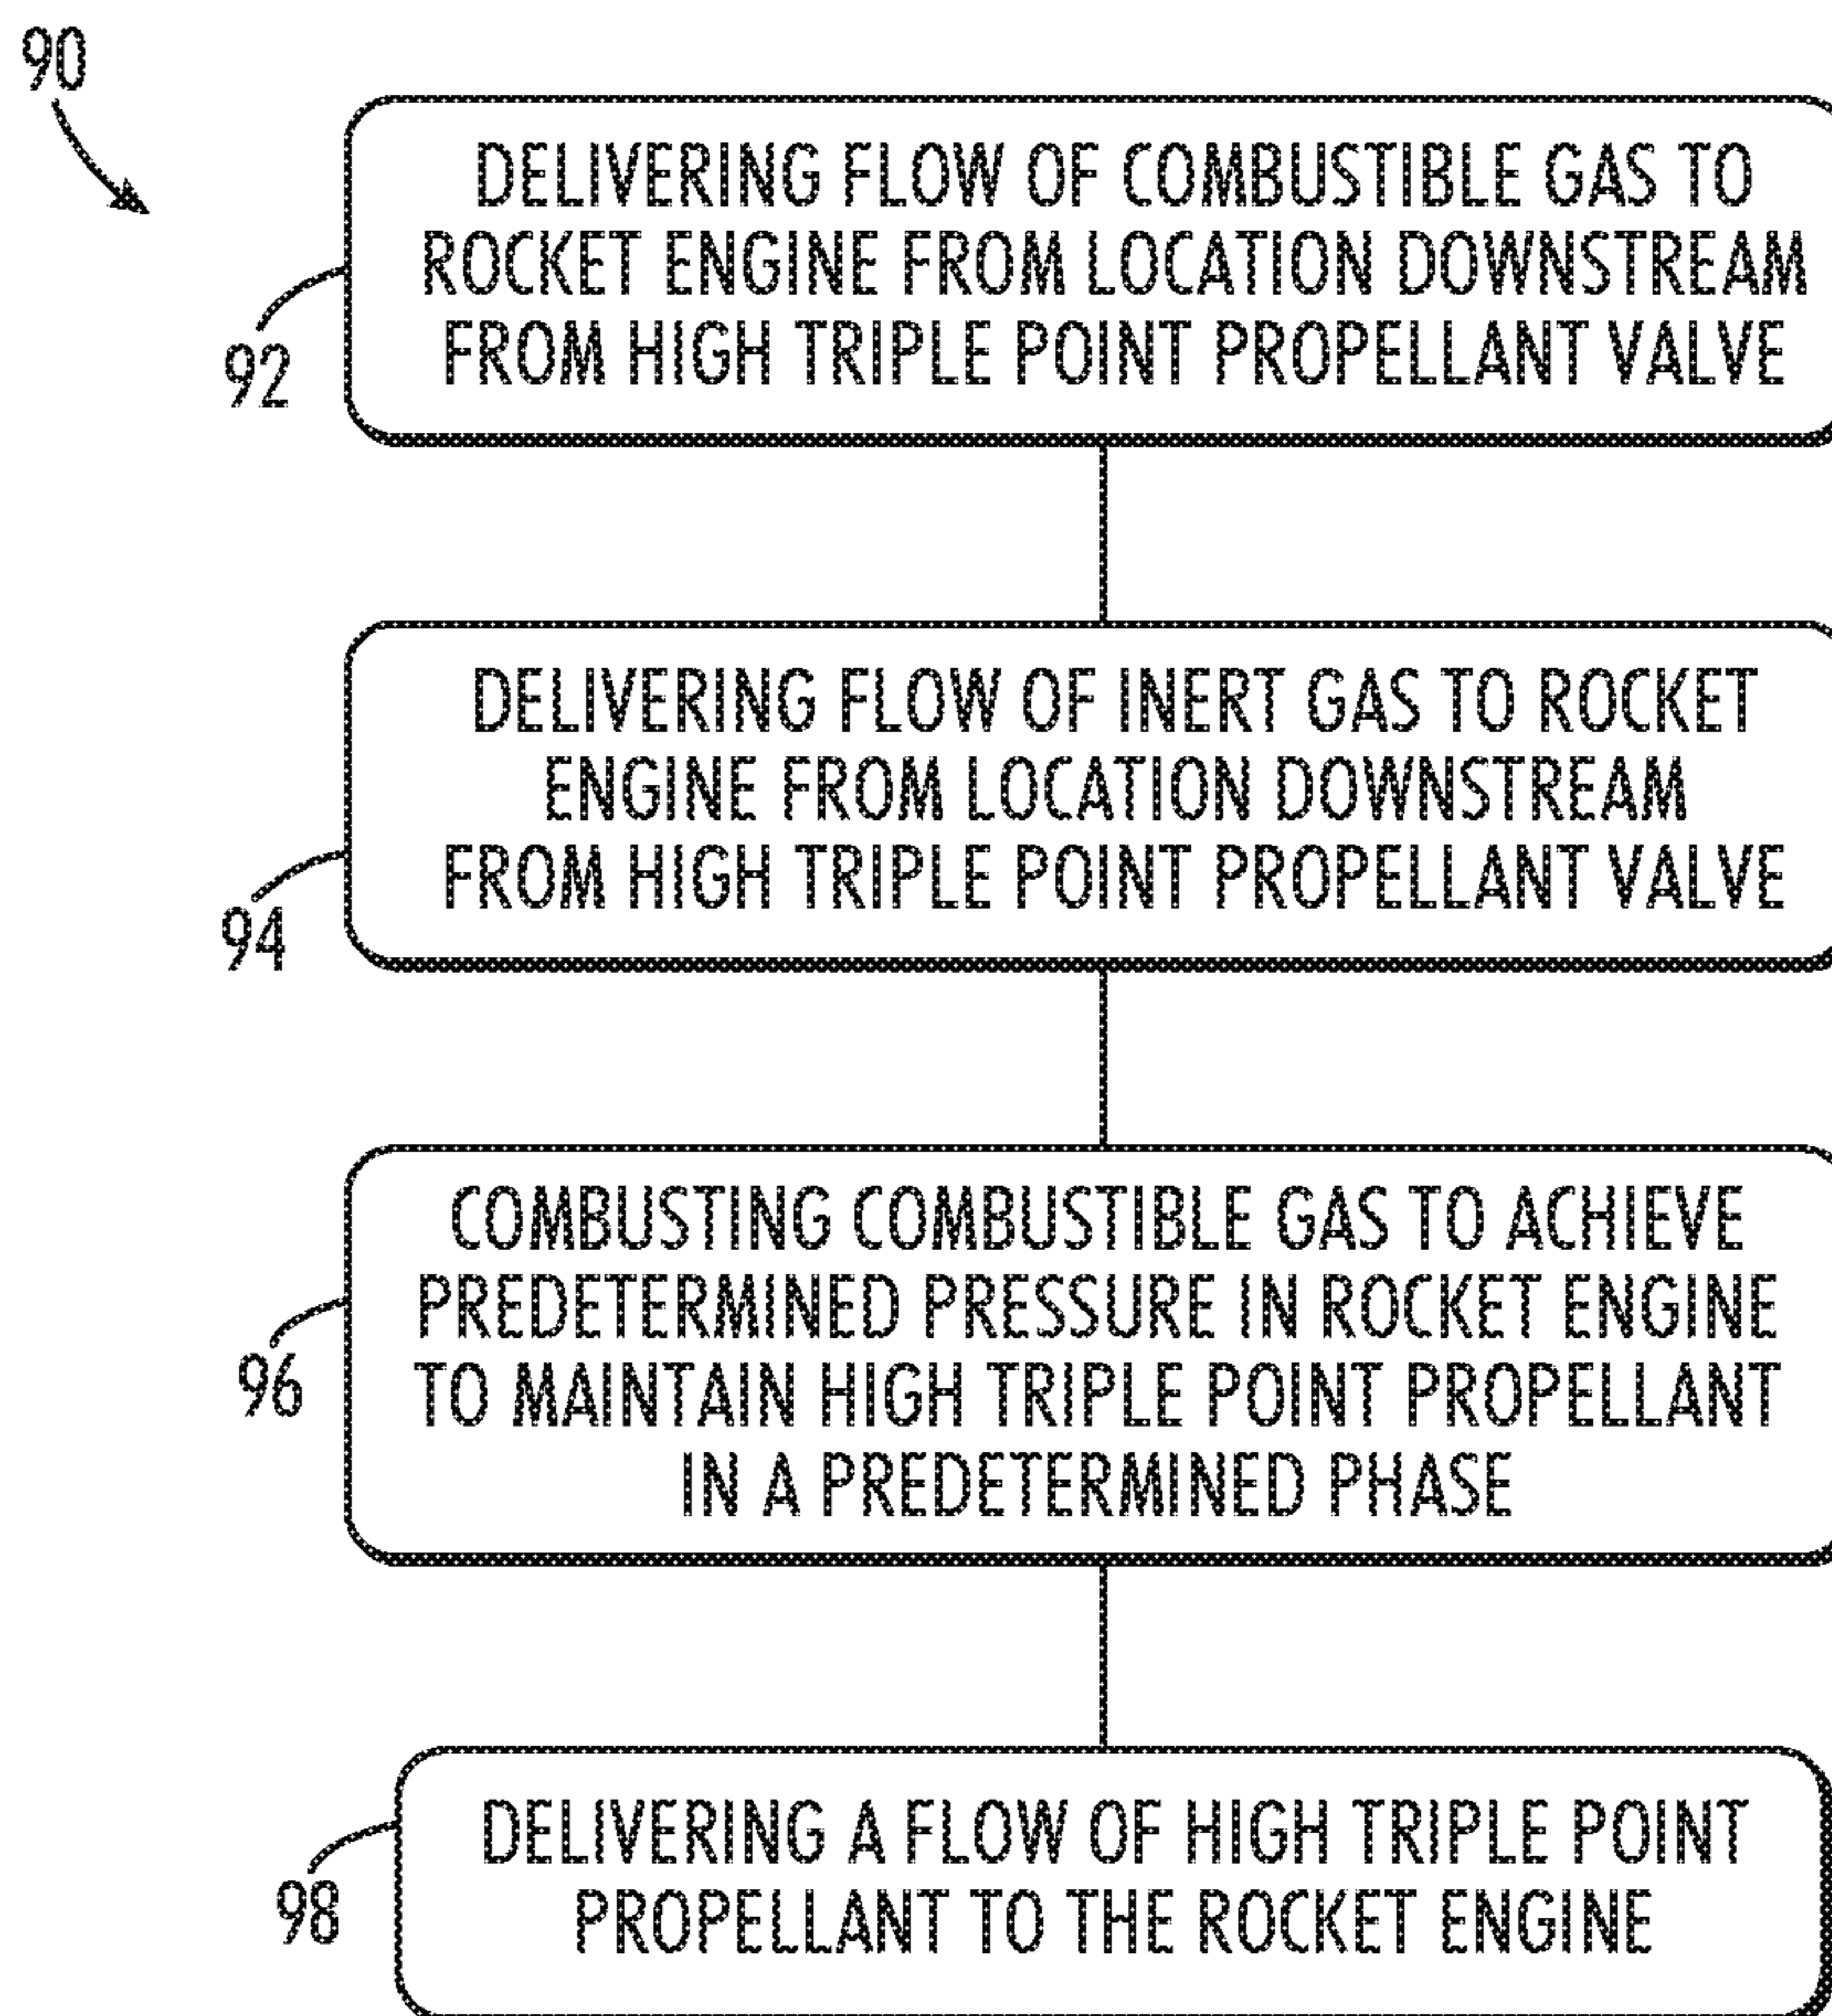 90
DELIVERING FLOW OF COMBUSTIBLE GAS TO
ROCKET ENGINE FROM LOCATION DOWNSTREAM
FROM HIGH TRIPLE POINT PROPELLANT VALVE
92
DELIVERING FLOW OF INERT GAS TO ROCKET
ENGINE FROM LOCATION DOWNSTREAM
FROM HIGH TRIPLE POINT PROPELLANT VALVE
94
COMBUSTING COMBUSTIBLE GAS TO ACHIEVE
PREDETERMINED PRESSURE IN ROCKET ENGINE
TO MAINTAIN HIGH TRIPLE POINT PROPELLANT
IN A PREDETERMINED PHASE
96
DELIVERING A FLOW OF HIGH TRIPLE POINT
PROPELLANT TO THE ROCKET ENGINE
98